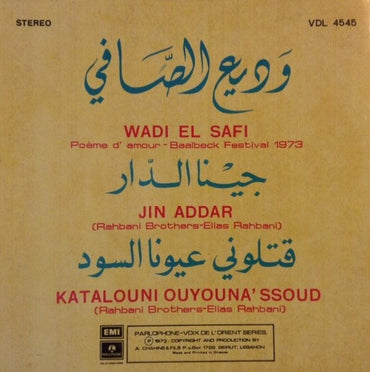 STEREO
VDL 4545
وديع الصافي
WADI EL SAFI
Poème d' amour - Baalbeck Festival 1973
جينا الدار
JIN ADDAR
(Rahbani Brothers-Elias Rahbani)
قتلوني عيونا السود
KATALOUNI OUYOUNA' SSOUD
(Rahbani Brothers-Elias Rahbani)
EMI
PARLOPHONE-VOIX DE L'ORIENT SERIES.
Ⓟ 1972: COPYRIGHT AND PRODUCTION BY
A. CHAHINE & FILS P.o.Box 1723, BEIRUT, LEBANON
Made and Printed in Greece